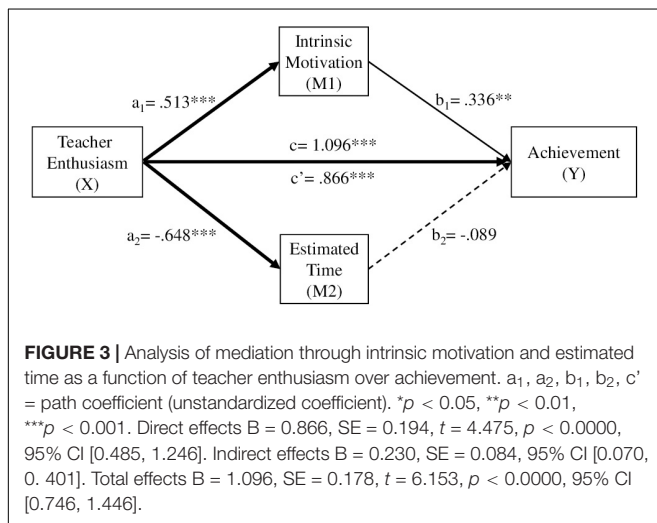 Intrinsic
Motivation
(M1)
a₁= .513***
b₁= .336**
Teacher
Enthusiasm
(X)
c= 1.096***
c’= .866***
Achievement
(Y)
a₂= -.648***
b₂= -.089
Estimated
Time
(M2)
FIGURE 3 | Analysis of mediation through intrinsic motivation and estimated
time as a function of teacher enthusiasm over achievement. a₁, a₂, b₁, b₂, c’
= path coefficient (unstandardized coefficient). *p < 0.05, **p < 0.01,
***p < 0.001. Direct effects B = 0.866, SE = 0.194, t = 4.475, p < 0.0000,
95% CI [0.485, 1.246]. Indirect effects B = 0.230, SE = 0.084, 95% CI [0.070,
0. 401]. Total effects B = 1.096, SE = 0.178, t = 6.153, p < 0.0000, 95% CI
[0.746, 1.446].